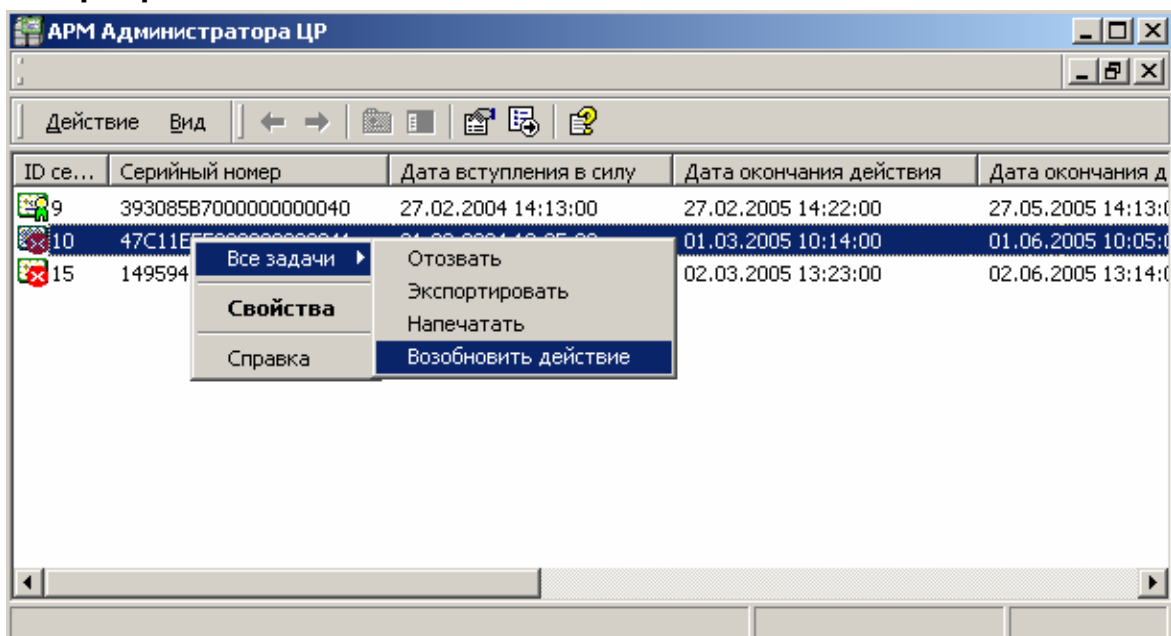 АРМ Администратора ЦР
Действие Вид
ID се... Серийный номер Дата вступления в силу Дата окончания действия Дата окончания д
9 393085B7000000000040 27.02.2004 14:13:00 27.02.2005 14:22:00 27.05.2005 14:13:0
10 01.03.2005 10:14:00 01.06.2005 10:05:0
Все задачи Отозвать
15 149594 02.03.2005 13:23:00 02.06.2005 13:14:0
Экспортировать
Свойства
Напечатать
Справка Возобновить действие